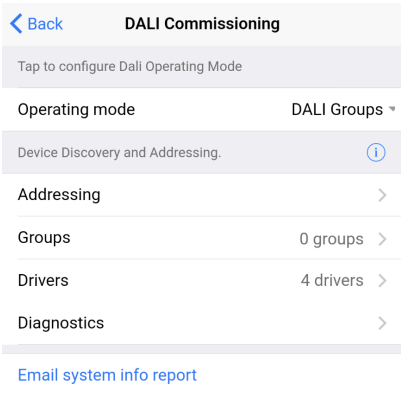 Back DALI Commissioning
Tap to configure Dali Operating Mode
Operating mode DALI Groups
Device Discovery and Addressing.
Addressing
Groups 0 groups
Drivers 4 drivers
Diagnostics
Email system info report